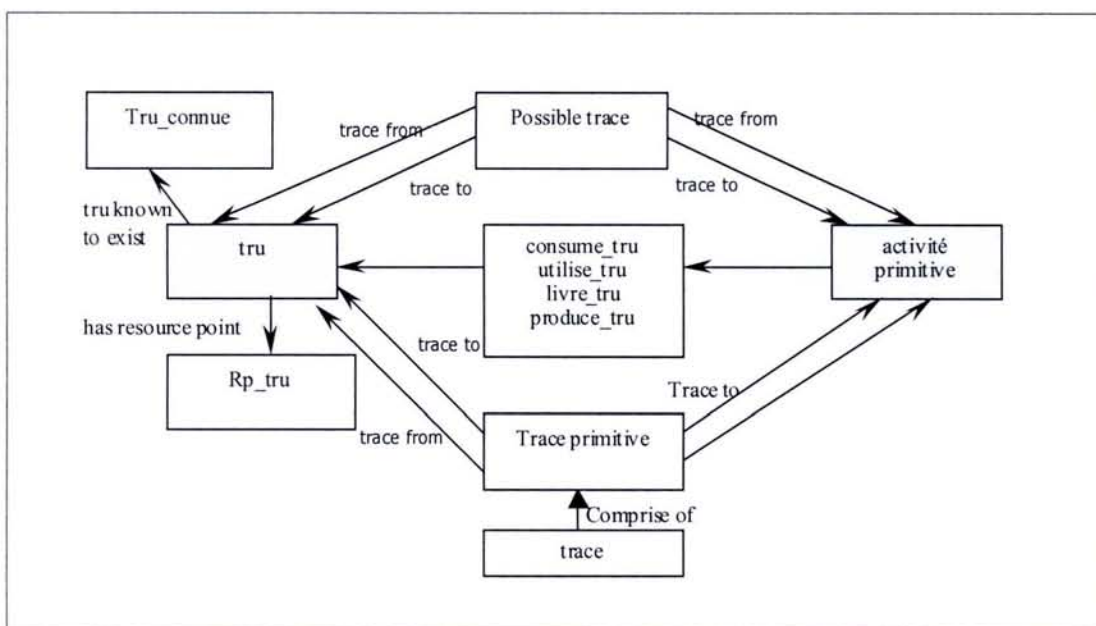 Tru_connue
Possible trace
trace from
trace from
trace to
trace to
tru known
to exist
tru
consume_tru
utilise_tru
livre_tru
produce_tru
activité
primitive
has resource point
Rp_tru
trace to
Trace to
trace from
Trace primitive
Comprise of
trace